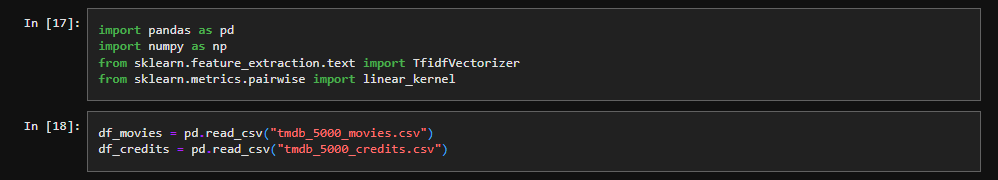 In [17]:
import pandas as pd
import numpy as np
from sklearn.feature_extraction.text import TfidfVectorizer
from sklearn.metrics.pairwise import linear_kernel
In [18]:
df_movies = pd.read_csv("tmdb_5000_movies.csv")
df_credits = pd.read_csv("tmdb_5000_credits.csv")